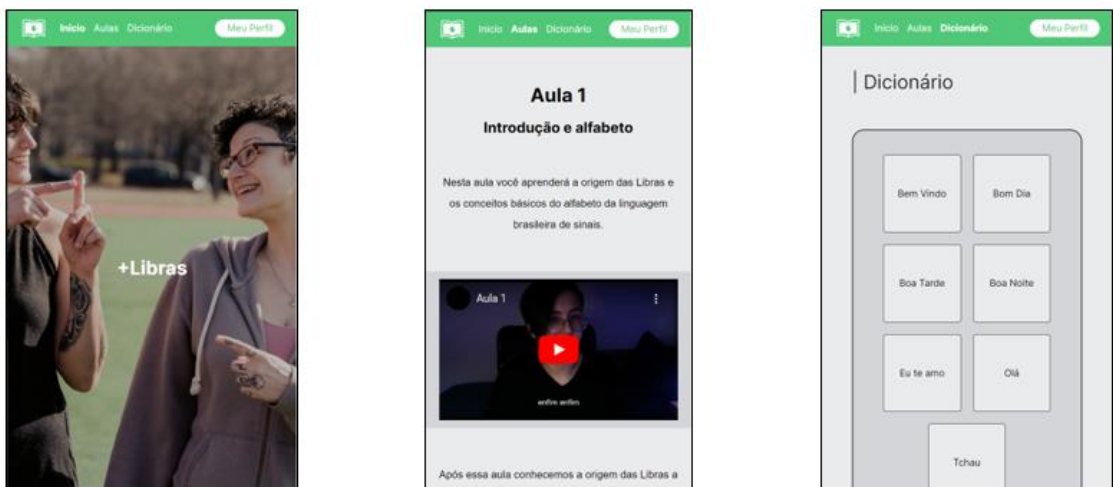 Início Aulas Dicionário Meu Perfil
+Libras
Início Aulas Dicionário Meu Perfil
Aula 1
Introdução e alfabeto
Nesta aula você aprenderá a origem das Libras e
os conceitos básicos do alfabeto da linguagem
brasileira de sinais.
Aula 1
enfim enfim
Após essa aula conhecemos a origem das Libras a
Início Aulas Dicionário Meu Perfil
Dicionário
Bem Vindo Bom Dia
Boa Tarde Boa Noite
Eu te amo Olá
Tchau